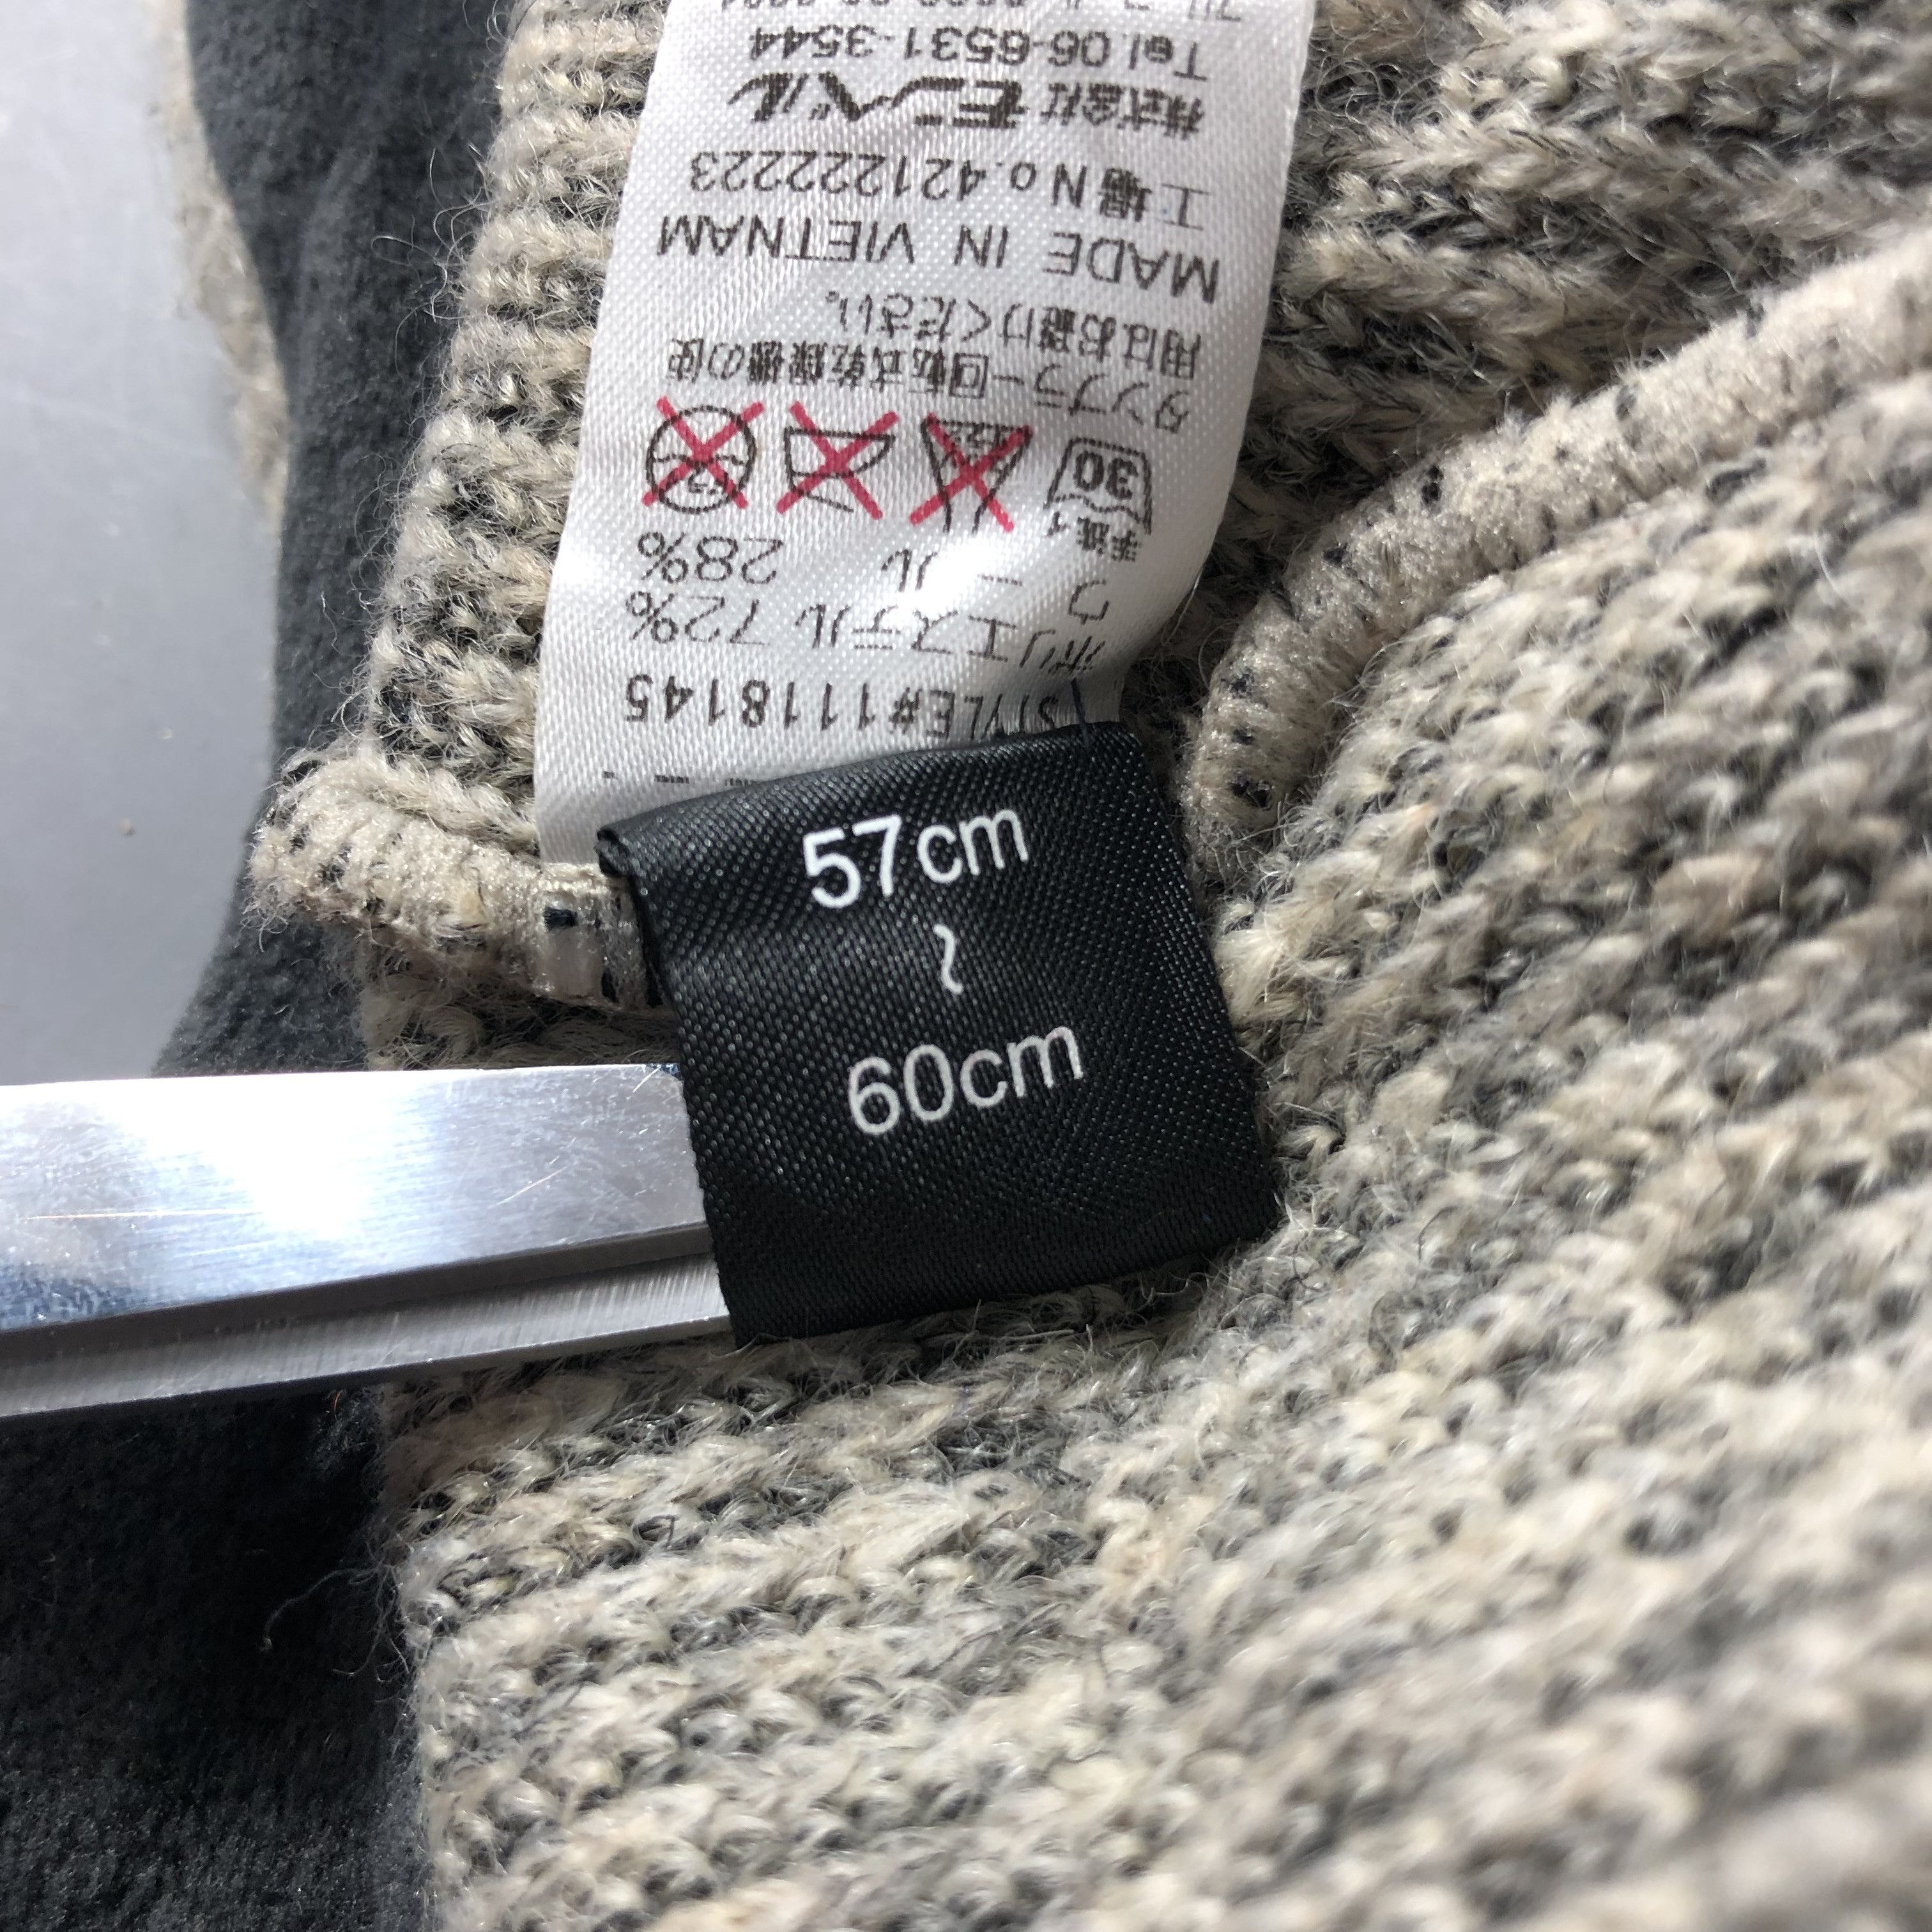 57cm
~
60cm
STYLE#1118145
ポリエステル 72%
ウール 28%
手洗イ
30
タンブラー回転式乾燥機の使
用はお避けください。
MADE IN VIETNAM
工場No.42122223
株式会社モンベル
Tel.06-6531-3544